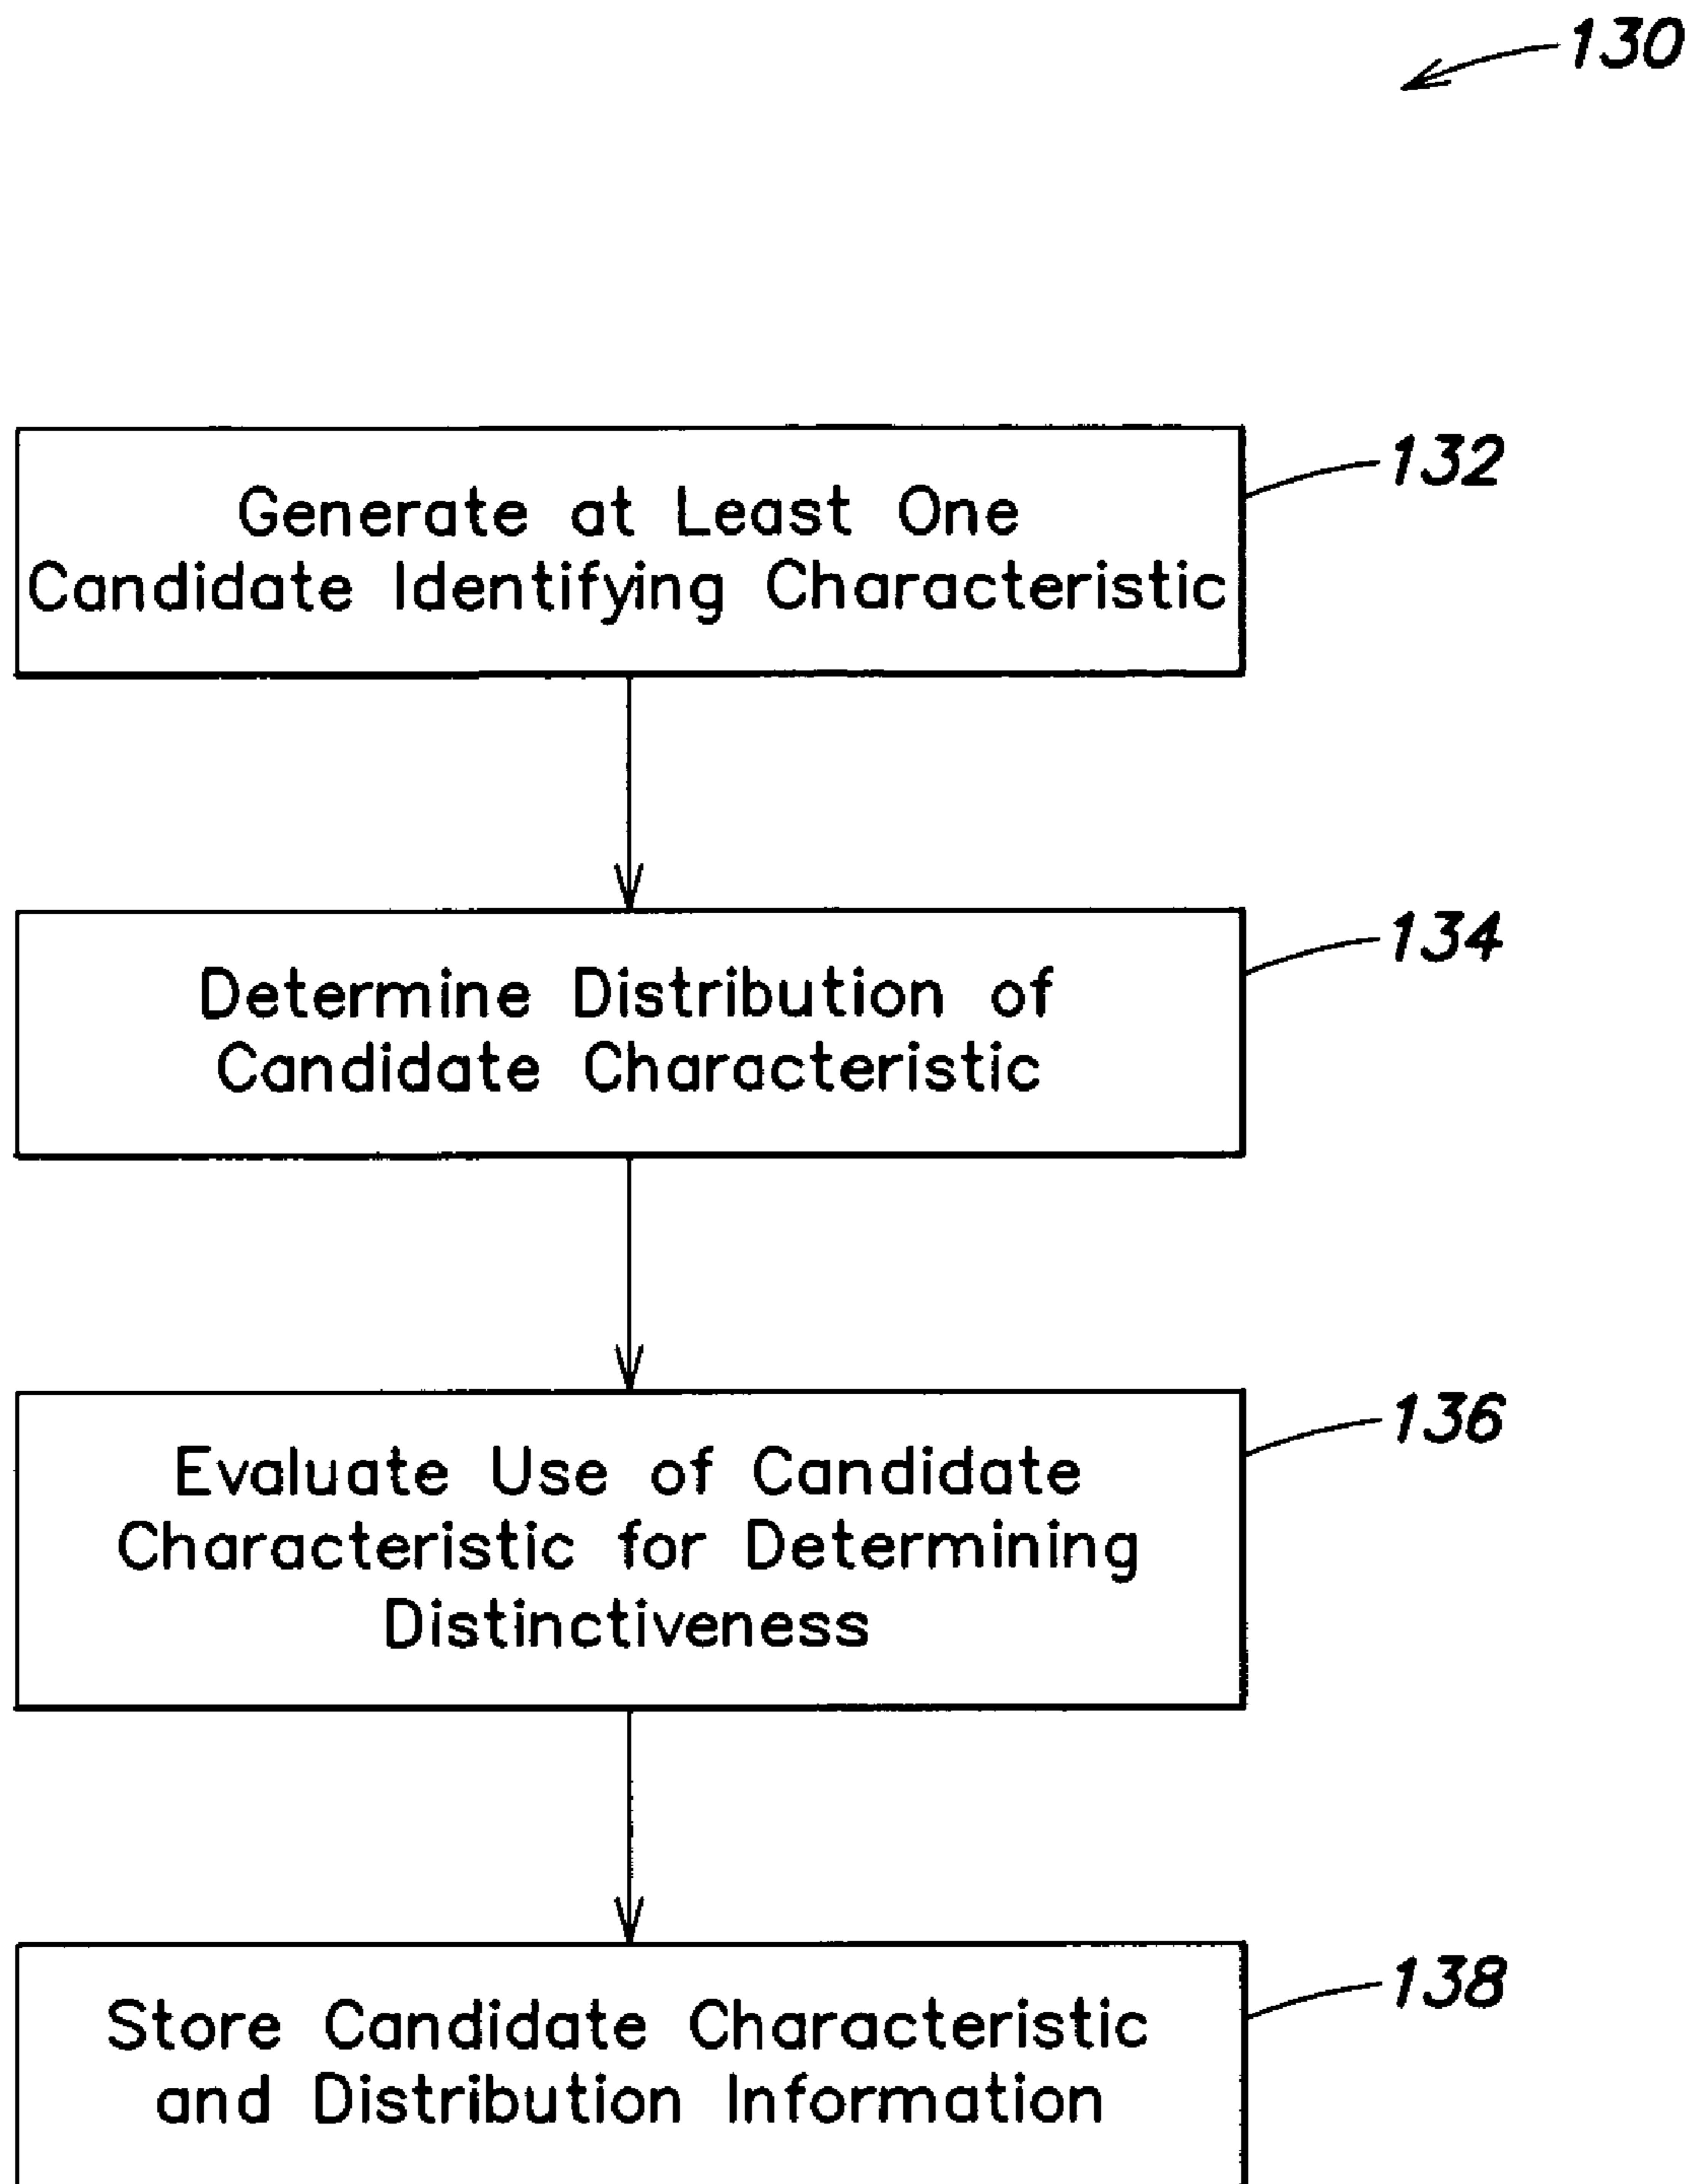 130
132
Generate at Least One
Candidate Identifying Characteristic
134
Determine Distribution of
Candidate Characteristic
136
Evaluate Use of Candidate
Characteristic for Determining
Distinctiveness
138
Store Candidate Characteristic
and Distribution Information